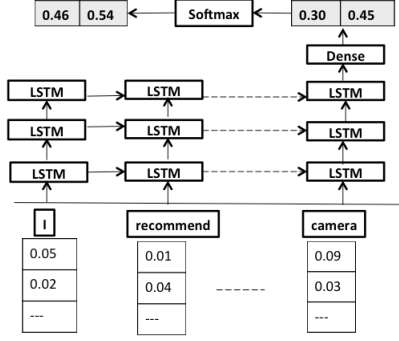 0.46 0.54 Softmax 0.30 0.45
Dense
LSTM LSTM LSTM
LSTM LSTM LSTM
LSTM LSTM LSTM
I recommend camera
0.05 0.01 0.09
0.02 0.04 0.03
--- --- ---